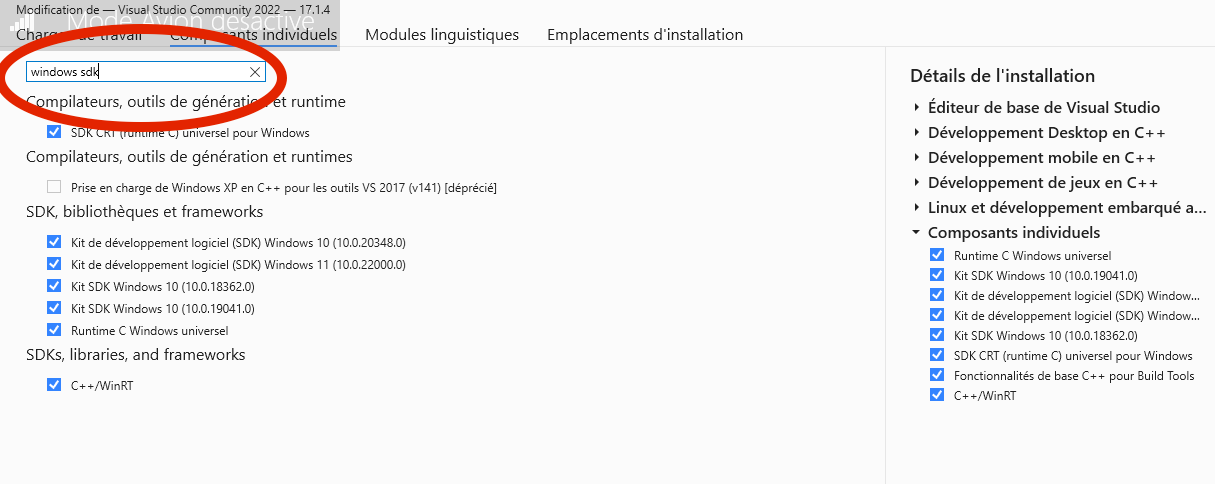 Modification de — Visual Studio Community 2022 — 17.1.4
Mode Avion désactivé
Charges de travail Composants individuels Modules linguistiques Emplacements d'installation
windows sdk
Compilateurs, outils de génération et runtime
SDK CRT (runtime C) universel pour Windows
Compilateurs, outils de génération et runtimes
Prise en charge de Windows XP en C++ pour les outils VS 2017 (v141) [déprécié]
SDK, bibliothèques et frameworks
Kit de développement logiciel (SDK) Windows 10 (10.0.20348.0)
Kit de développement logiciel (SDK) Windows 11 (10.0.22000.0)
Kit SDK Windows 10 (10.0.18362.0)
Kit SDK Windows 10 (10.0.19041.0)
Runtime C Windows universel
SDKs, libraries, and frameworks
C++/WinRT
Détails de l'installation
Éditeur de base de Visual Studio
Développement Desktop en C++
Développement mobile en C++
Développement de jeux en C++
Linux et développement embarqué a...
Composants individuels
Runtime C Windows universel
Kit SDK Windows 10 (10.0.19041.0)
Kit de développement logiciel (SDK) Window...
Kit de développement logiciel (SDK) Window...
Kit SDK Windows 10 (10.0.18362.0)
SDK CRT (runtime C) universel pour Windows
Fonctionnalités de base C++ pour Build Tools
C++/WinRT